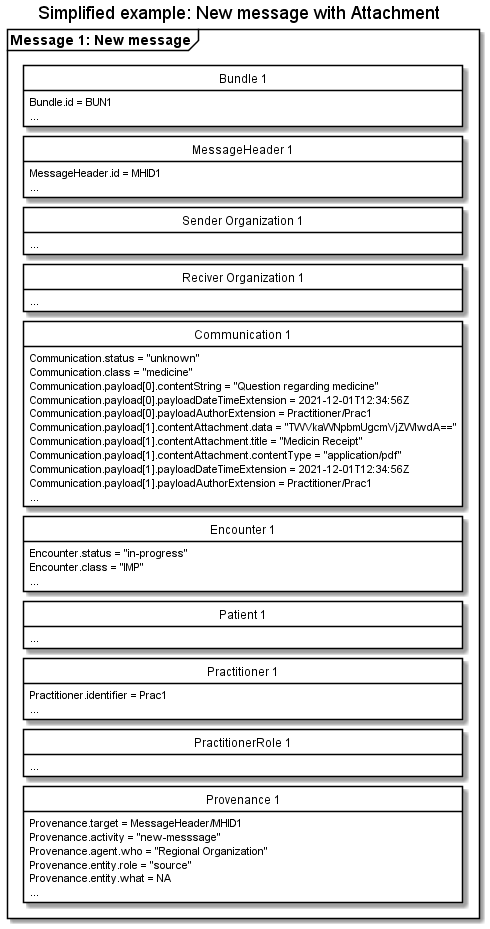 Simplified example: New message with Attachment
Message 1: New message
Bundle 1
Bundle.id = BUN1
...
MessageHeader 1
MessageHeader.id = MHID1
...
Sender Organization 1
...
Reciver Organization 1
...
Communication 1
Communication.status = "unknown"
Communication.class = "medicine"
Communication.payload[0].contentString = "Question regarding medicine"
Communication.payload[0].payloadDateTimeExtension = 2021-12-01T12:34:56Z
Communication.payload[0].payloadAuthorExtension = Practitioner/Prac1
Communication.payload[1].contentAttachment.data = "TWVkaWNpbmUgcmVjZWlwdA=="
Communication.payload[1].contentAttachment.title = "Medicin Receipt"
Communication.payload[1].contentAttachment.contentType = "application/pdf"
Communication.payload[1].payloadDateTimeExtension = 2021-12-01T12:34:56Z
Communication.payload[1].payloadAuthorExtension = Practitioner/Prac1
...
Encounter 1
Encounter.status = "in-progress"
Encounter.class = "IMP"
...
Patient 1
...
Practitioner 1
Practitioner.identifier = Prac1
...
PractitionerRole 1
...
Provenance 1
Provenance.target = MessageHeader/MHID1
Provenance.activity = "new-messsage"
Provenance.agent.who = "Regional Organization"
Provenance.entity.role = "source"
Provenance.entity.what = NA
...